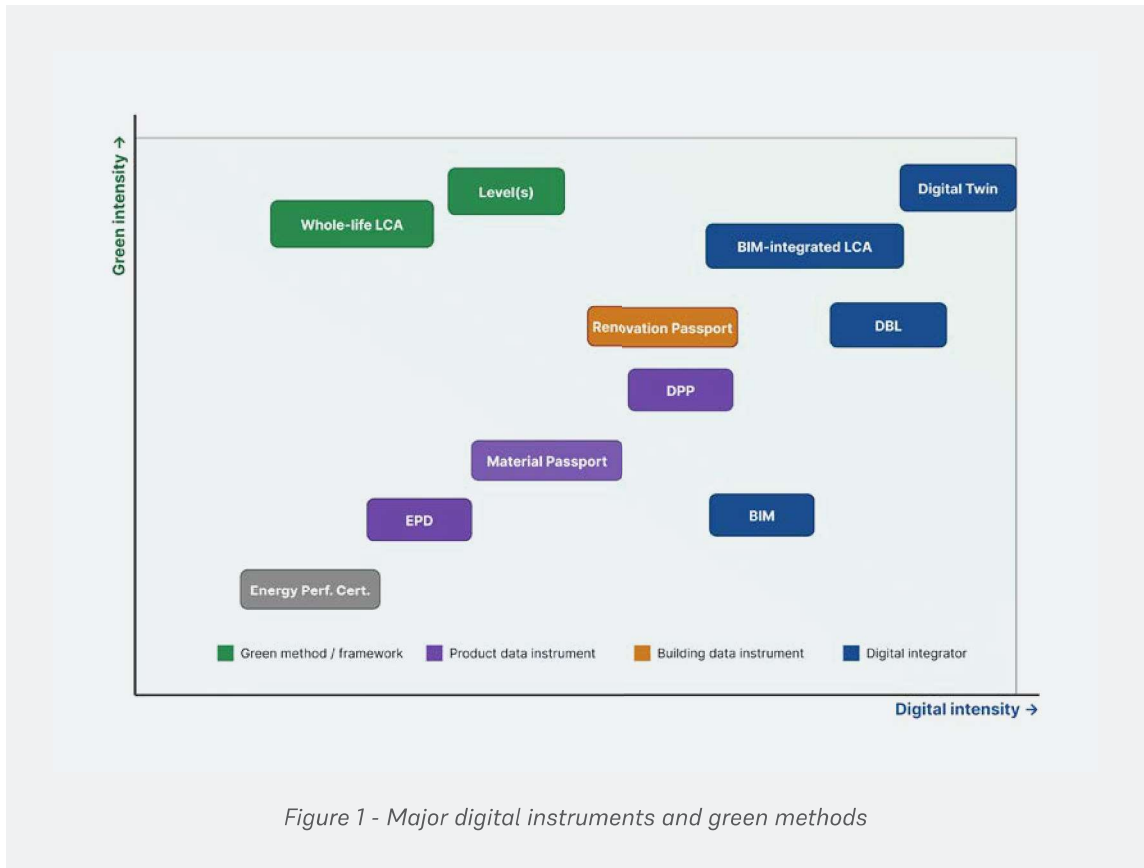 Green intensity →
Level(s)
Digital Twin
Whole-life LCA
BIM-integrated LCA
Renovation Passport
DBL
DPP
Material Passport
EPD
BIM
Energy Perf. Cert.
Green method / framework
Product data instrument
Building data instrument
Digital integrator
Digital intensity →
Figure 1 - Major digital instruments and green methods